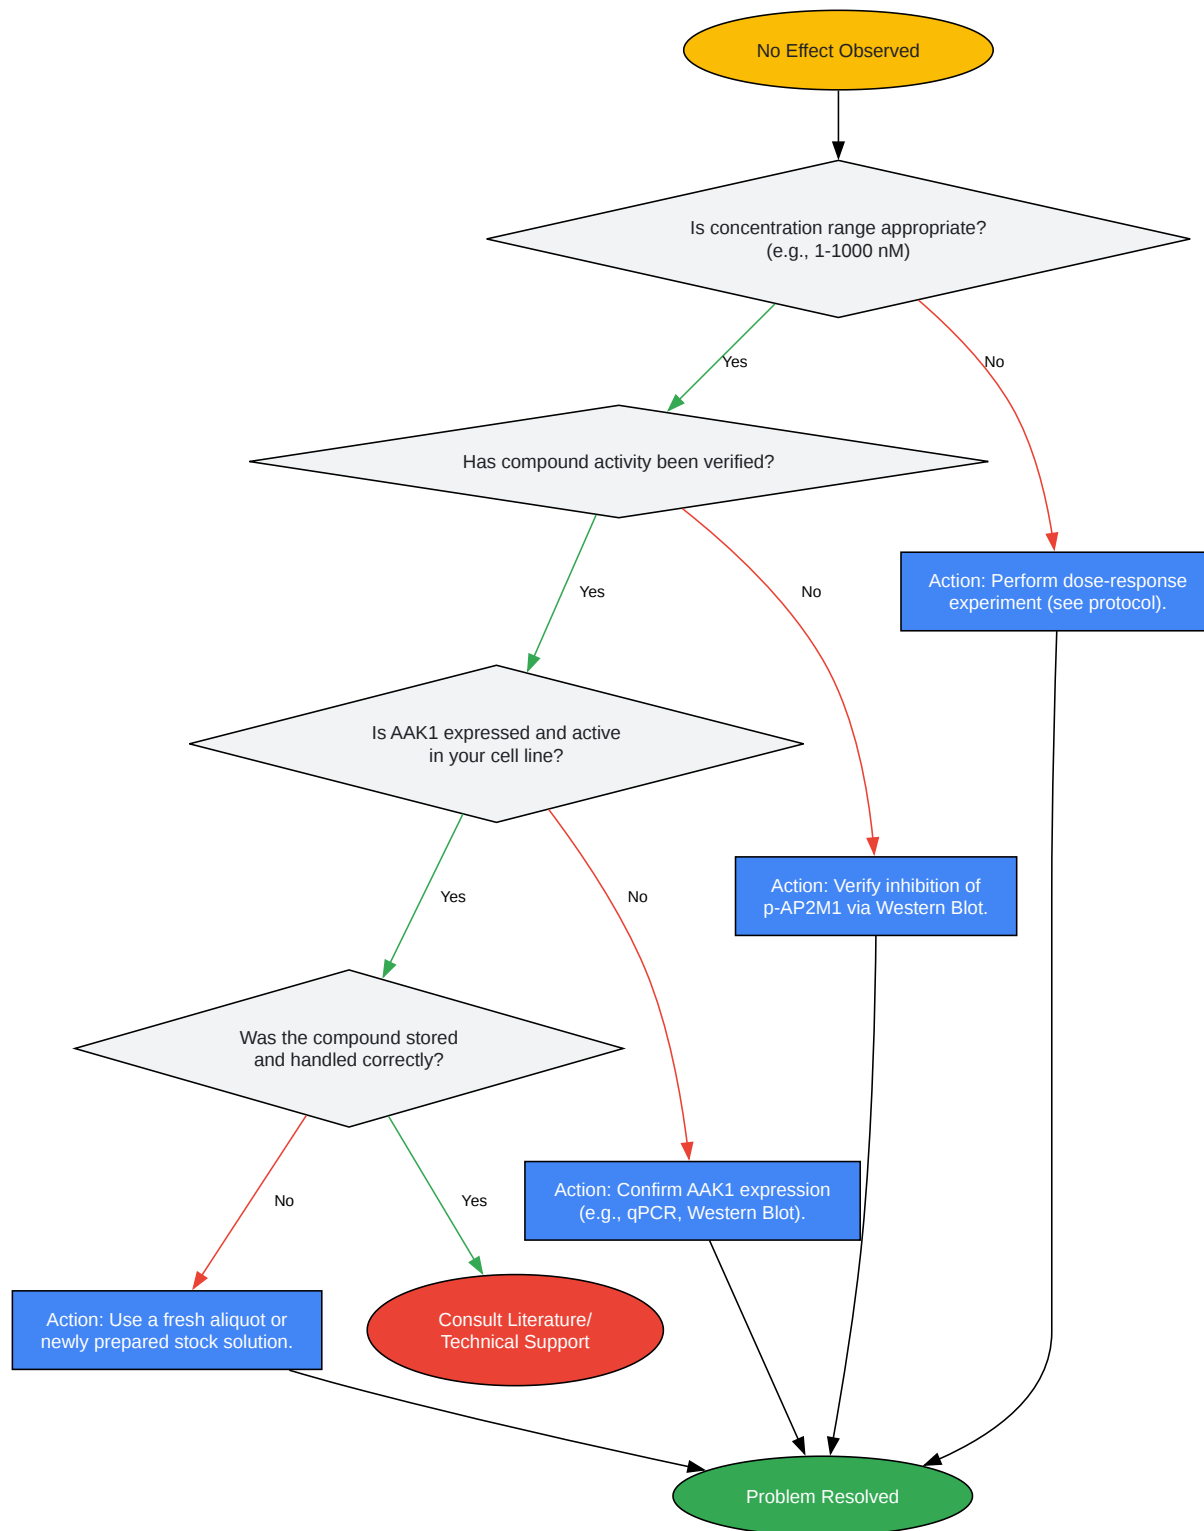 No Effect Observed
Is concentration range appropriate?
(e.g., 1-1000 nM)
Yes
No
Has compound activity been verified?
Action: Perform dose-response
experiment (see protocol).
Yes
No
Is AAK1 expressed and active
in your cell line?
Action: Verify inhibition of
p-AP2M1 via Western Blot.
Yes
No
Was the compound stored
and handled correctly?
Action: Confirm AAK1 expression
(e.g., qPCR, Western Blot).
No
Yes
Action: Use a fresh aliquot or
newly prepared stock solution.
Consult Literature/
Technical Support
Problem Resolved